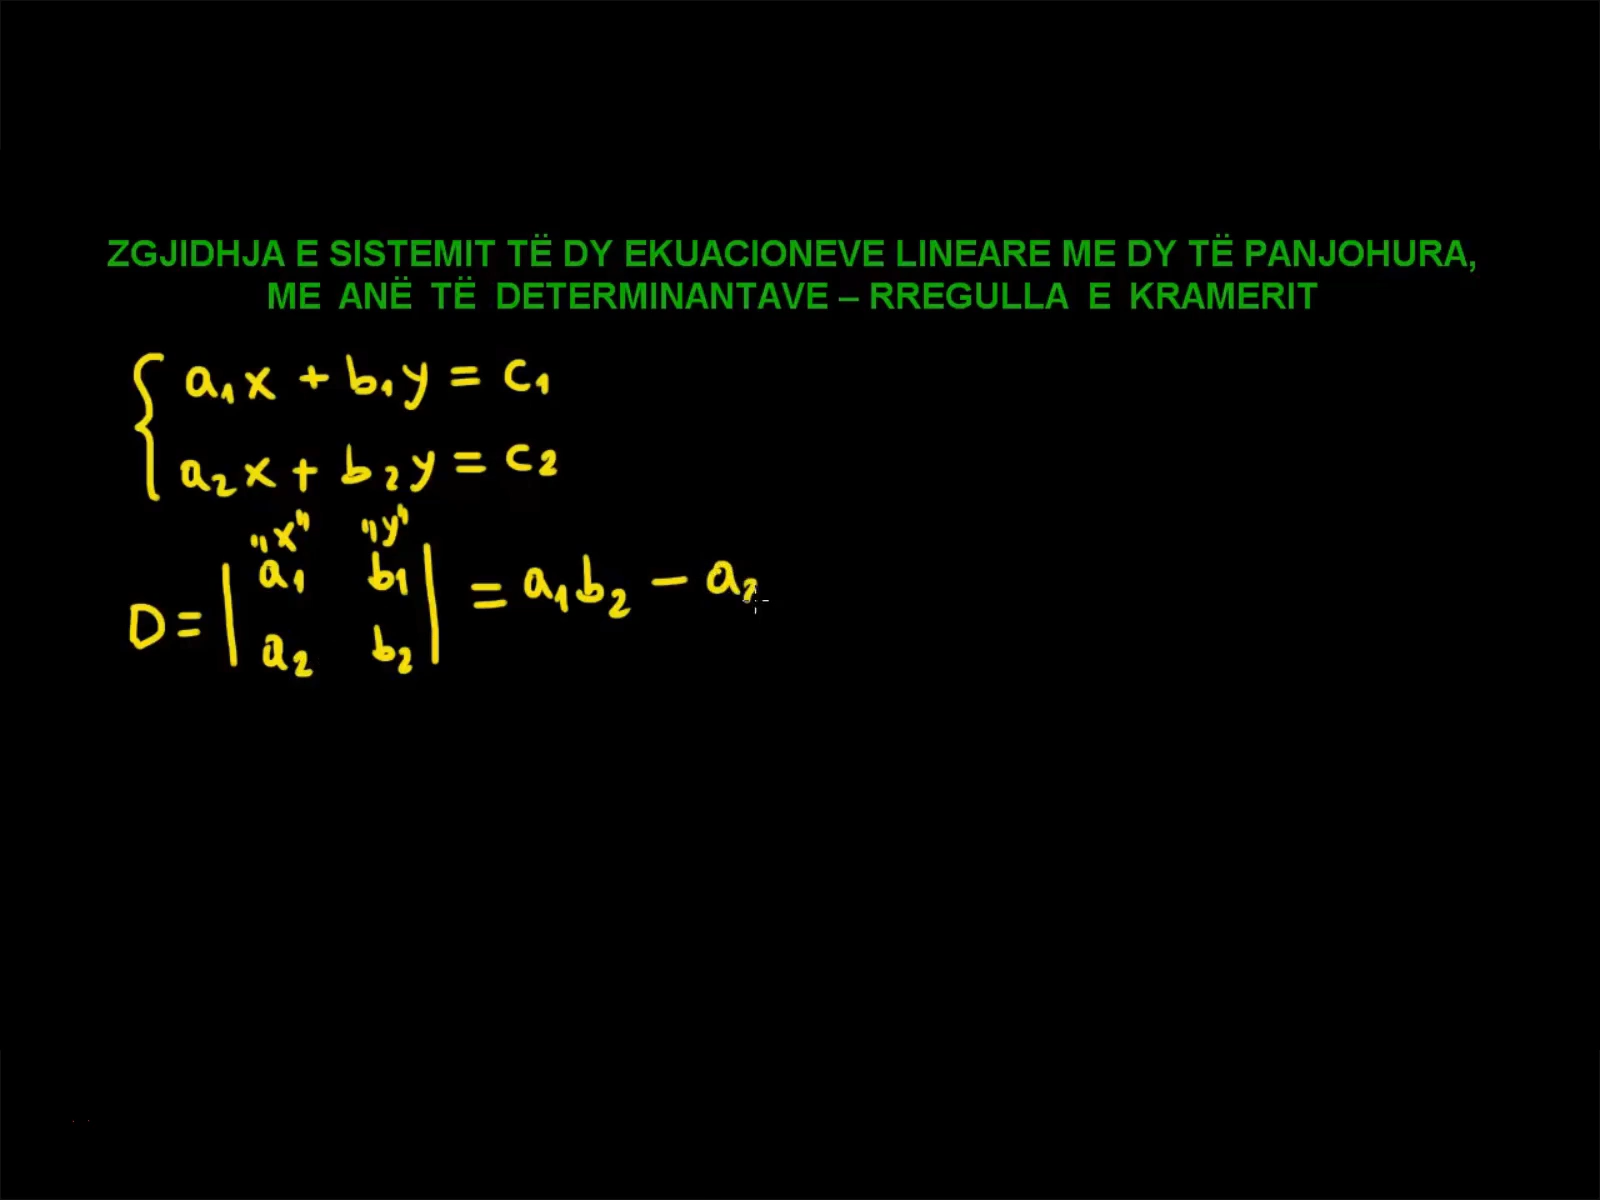 ZGJIDHJA E SISTEMIT TË DY EKUACIONEVE LINEARE ME DY TË PANJOHURA,
ME ANË TË DETERMINANTAVE – RREGULLA E KRAMERIT
{ a₁x + b₁y = c₁
a₂x + b₂y = c₂
„x" „y"
D = | a₁ b₁ | = a₁b₂ − a₂
a₂ b₂